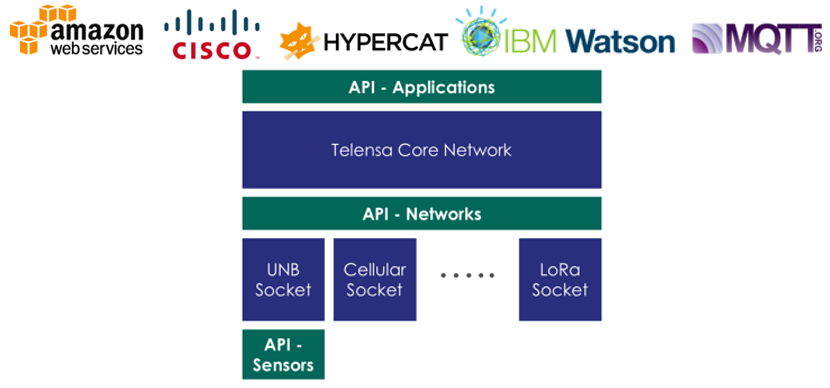 amazon
web services
CISCO
HYPERCAT
IBM Watson
MQTT.ORG
API - Applications
Telensa Core Network
API - Networks
UNB
Socket
Cellular
Socket
.....
LoRa
Socket
API -
Sensors